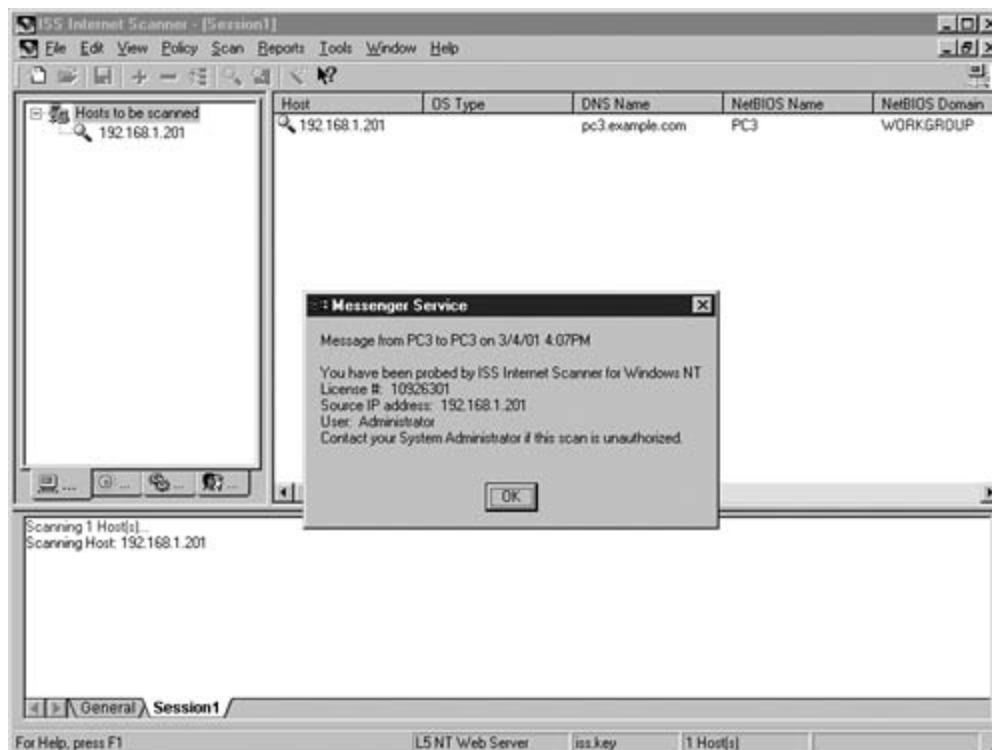 ISS Internet Scanner - [Session1]
File Edit View Policy Scan Reports Tools Window Help
Hosts to be scanned
192.168.1.201
Host OS Type DNS Name NetBIOS Name NetBIOS Domain
192.168.1.201 pc3.example.com PC3 WORKGROUP
Messenger Service
Message from PC3 to PC3 on 3/4/01 4:07PM
You have been probed by ISS Internet Scanner for Windows NT
License #: 10926301
Source IP address: 192.168.1.201
User: Administrator
Contact your System Administrator if this scan is unauthorized.
OK
Scanning 1 Host(s)...
Scanning Host: 192.168.1.201
General Session1
For Help, press F1 L5 NT Web Server iss.key 1 Host(s)